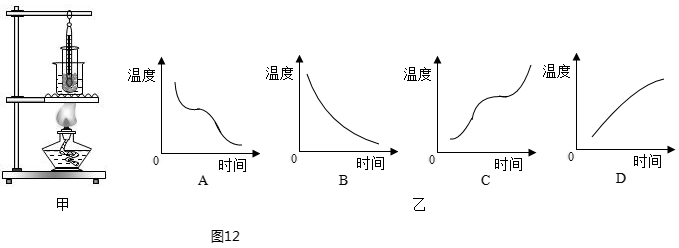 温度 温度 温度 温度
0 时间 0 时间 0 时间 0 时间
A B C D
甲 乙
图12